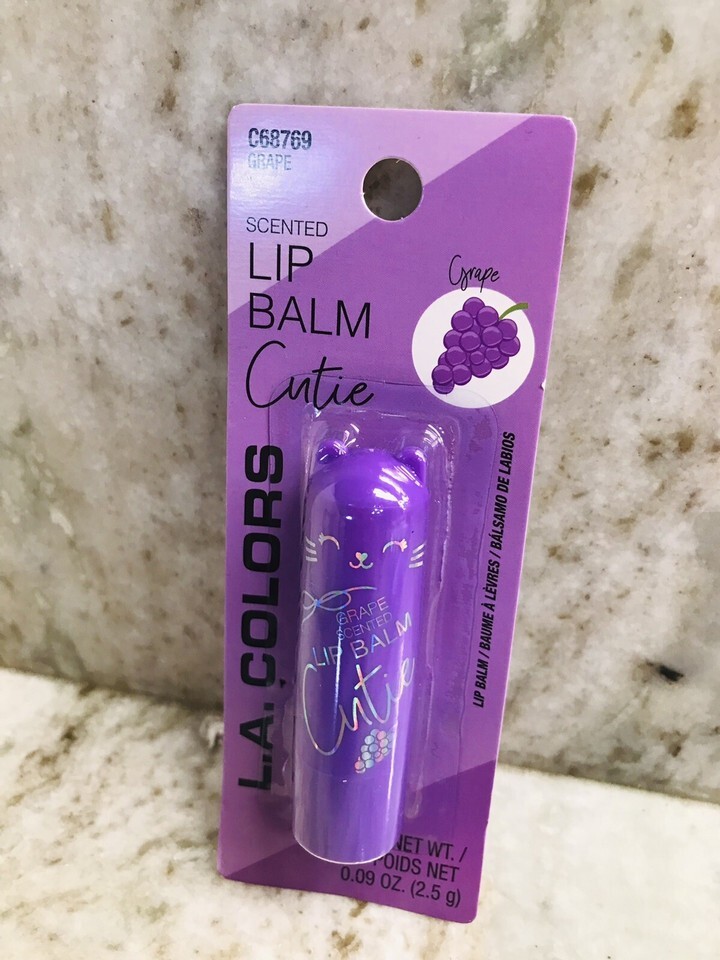 C68769
GRAPE
SCENTED
LIP
BALM
Cutie
Grape
L.A. COLORS
GRAPE
SCENTED
LIP BALM
Cutie
LIP BALM / BAUME À LÈVRES / BÁLSAMO DE LABIOS
NET WT. /
POIDS NET
0.09 OZ. (2.5 g)